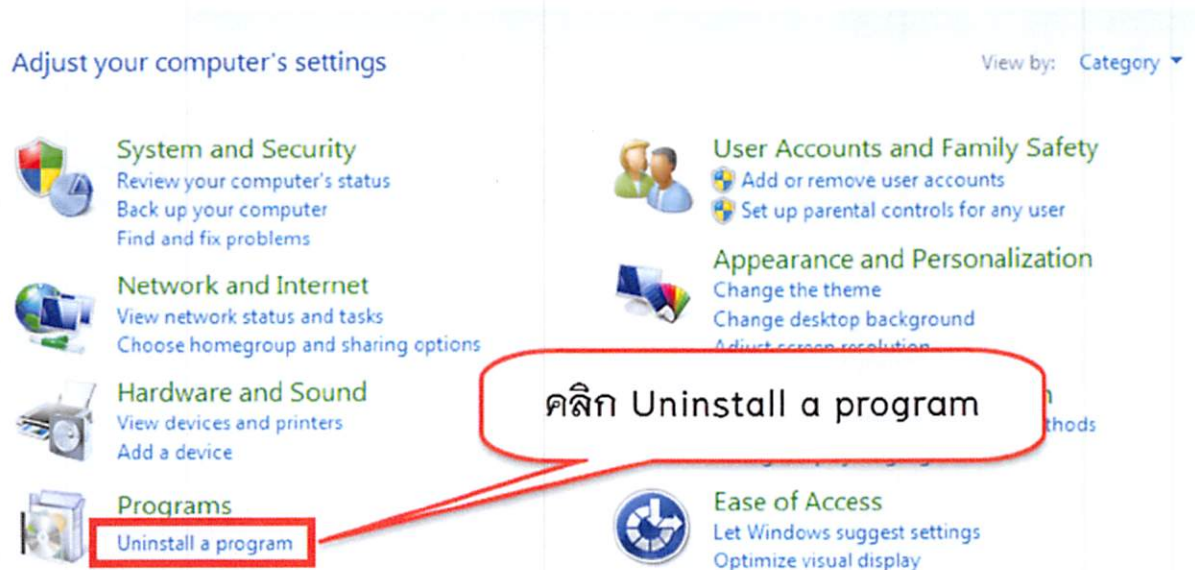 Adjust your computer's settings
View by: Category
System and Security
Review your computer's status
Back up your computer
Find and fix problems
Network and Internet
View network status and tasks
Choose homegroup and sharing options
Hardware and Sound
View devices and printers
Add a device
Programs
Uninstall a program
User Accounts and Family Safety
Add or remove user accounts
Set up parental controls for any user
Appearance and Personalization
Change the theme
Change desktop background
Adjust screen resolution
คลิก Uninstall a program
Ease of Access
Let Windows suggest settings
Optimize visual display